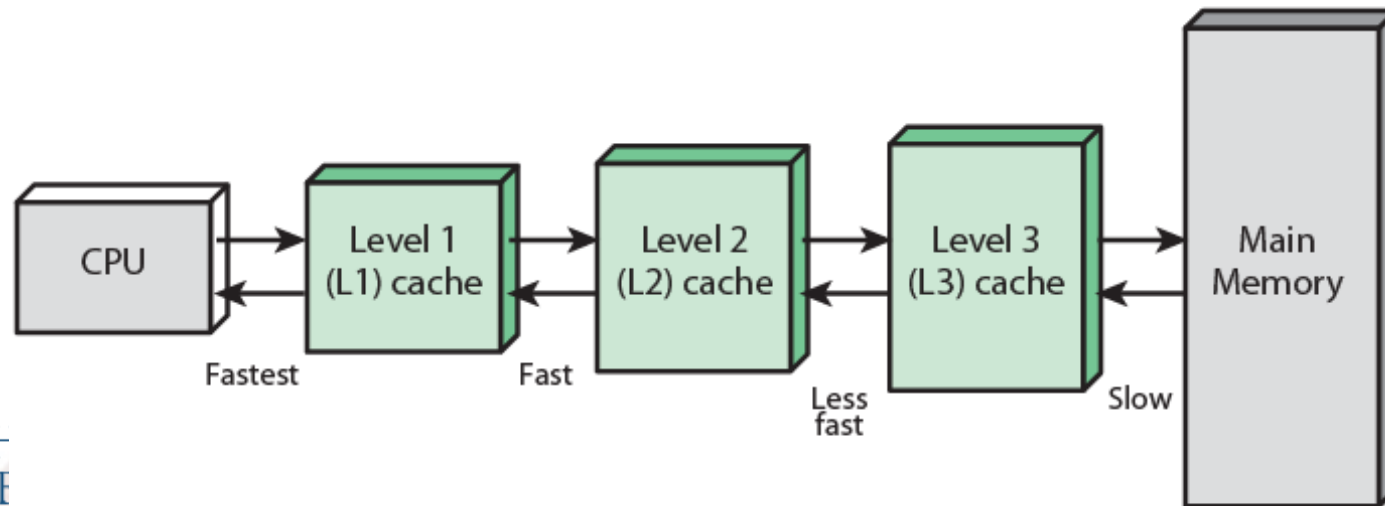 CPU
Level 1
(L1) cache
Level 2
(L2) cache
Level 3
(L3) cache
Main
Memory
Fastest
Fast
Less
fast
Slow